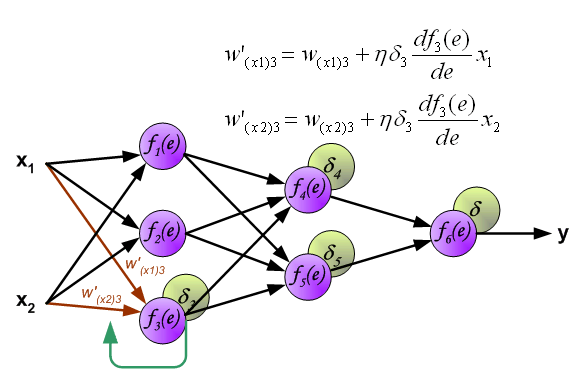 w'(x1)3 = w(x1)3 + ηδ3 df3(e)/de x1
w'(x2)3 = w(x2)3 + ηδ3 df3(e)/de x2
x1
x2
f1(e)
f2(e)
f3(e)
w'(x1)3
w'(x2)3
δ3
f4(e)
δ4
f5(e)
δ5
f6(e)
δ
y